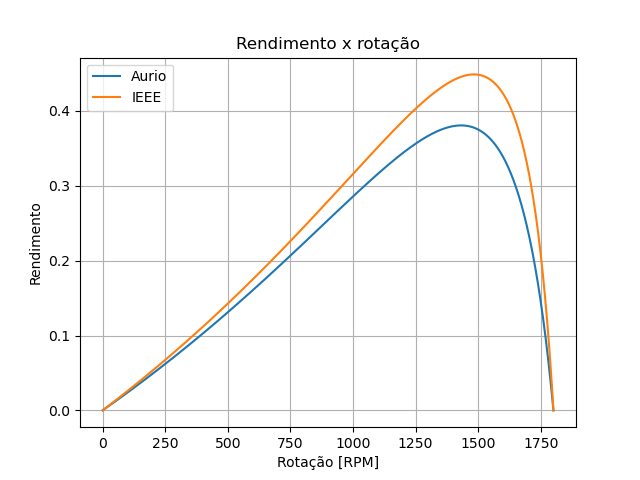 Rendimento x rotação
Aurio
IEEE
Rendimento
0.4
0.3
0.2
0.1
0.0
0 250 500 750 1000 1250 1500 1750
Rotação [RPM]